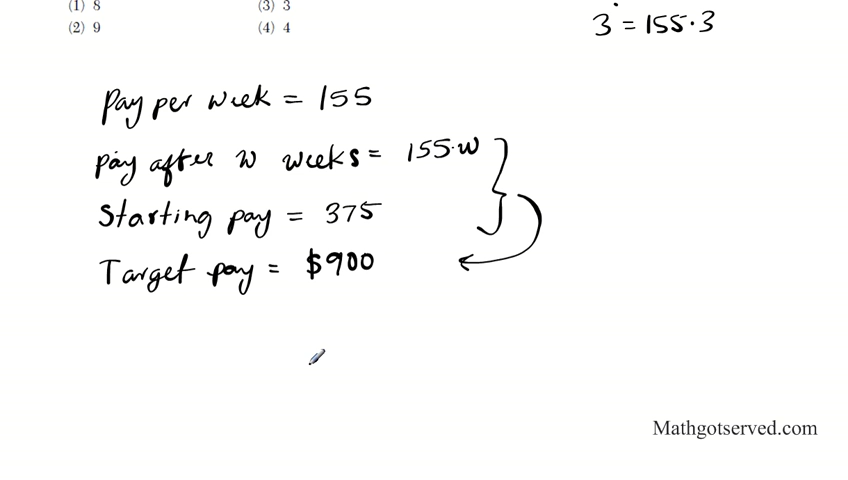 (1) 8 (3) 3
(2) 9 (4) 4
3 = 155·3
Pay per week = 155
pay after w weeks = 155·w
Starting pay = 375
Target pay = $900
Mathgotserved.com